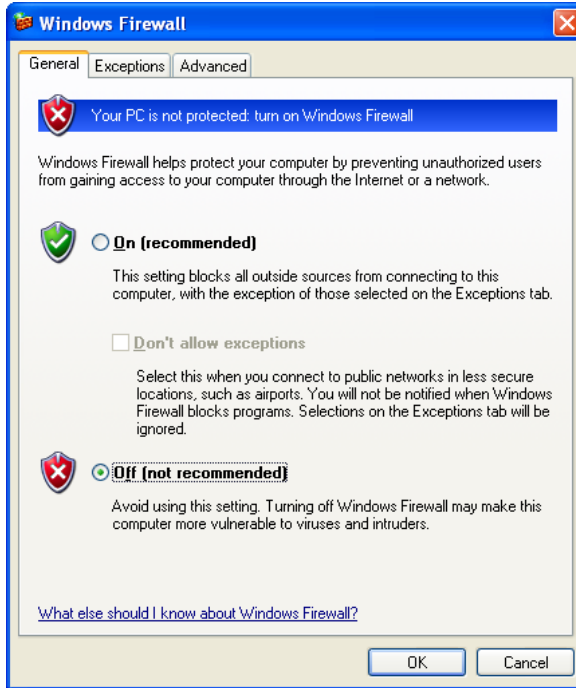 Windows Firewall
General Exceptions Advanced
Your PC is not protected: turn on Windows Firewall
Windows Firewall helps protect your computer by preventing unauthorized users
from gaining access to your computer through the Internet or a network.
On (recommended)
This setting blocks all outside sources from connecting to this
computer, with the exception of those selected on the Exceptions tab.
Don't allow exceptions
Select this when you connect to public networks in less secure
locations, such as airports. You will not be notified when Windows
Firewall blocks programs. Selections on the Exceptions tab will be
ignored.
Off (not recommended)
Avoid using this setting. Turning off Windows Firewall may make this
computer more vulnerable to viruses and intruders.
What else should I know about Windows Firewall?
OK Cancel